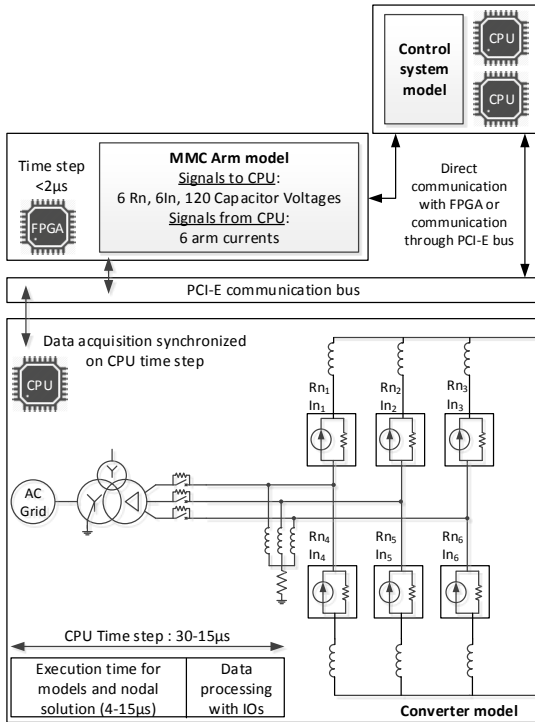 CPU
CPU
Control
system
model
Time step
<2µs
FPGA
MMC Arm model
Signals to CPU:
6 Rn, 6In, 120 Capacitor Voltages
Signals from CPU:
6 arm currents
Direct
communication
with FPGA or
communication
through PCI-E bus
PCI-E communication bus
CPU
Data acquisition synchronized
on CPU time step
Rn1
In1
Rn2
In2
Rn3
In3
AC
Grid
Y
Y
Rn4
In4
Rn5
In5
Rn6
In6
CPU Time step : 30-15µs
Execution time for
models and nodal
solution (4-15µs)
Data
processing
with IOs
Converter model